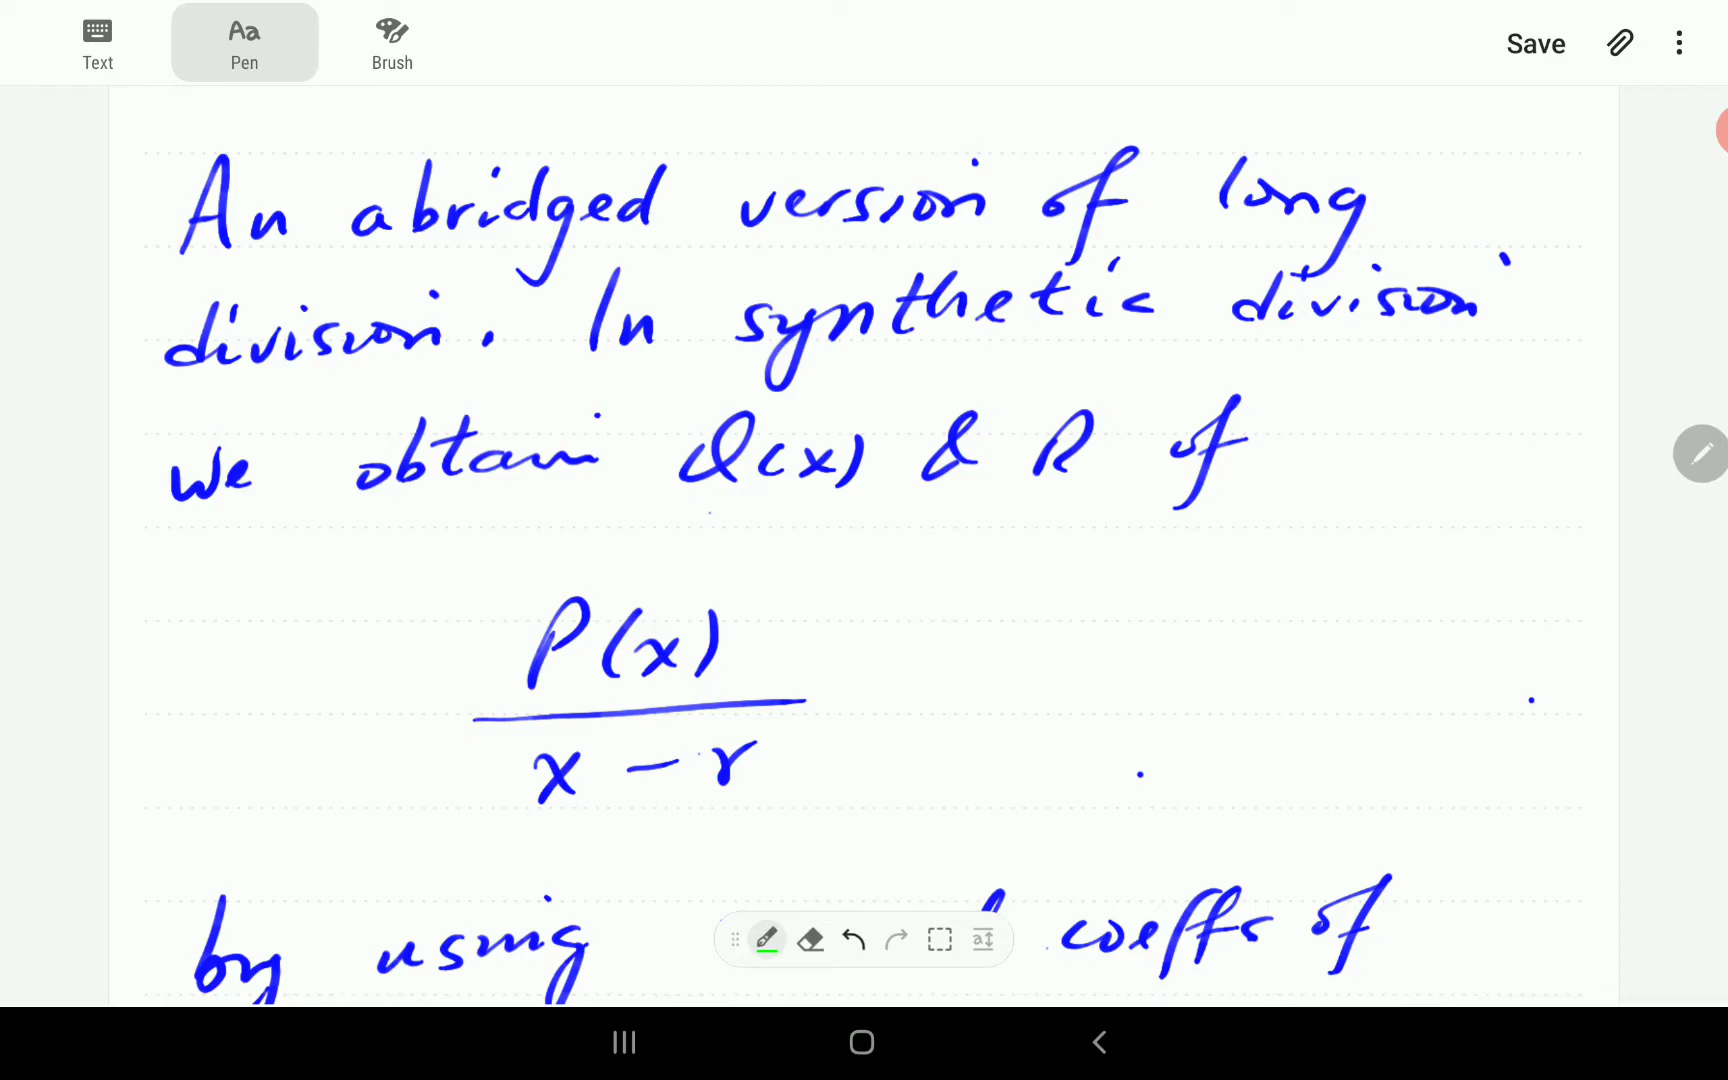 Text
Aa
Pen
Brush
Save
An abridged version of long
division. In synthetic division
we obtain Q(x) & R of
P(x)
x - r
by using coeffs of